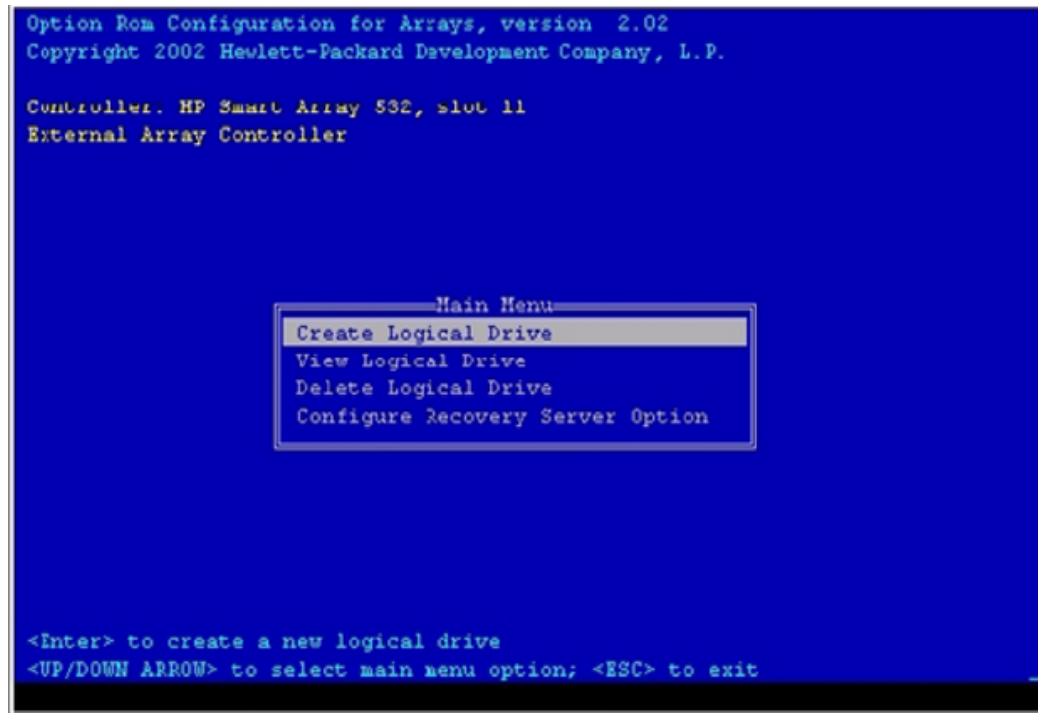 Option Rom Configuration for Arrays, version 2.02
Copyright 2002 Hewlett-Packard Development Company, L.P.
Controller: HP Smart Array 532, slot 11
External Array Controller
Main Menu
Create Logical Drive
View Logical Drive
Delete Logical Drive
Configure Recovery Server Option
<Enter> to create a new logical drive
<UP/DOWN ARROW> to select main menu option; <ESC> to exit